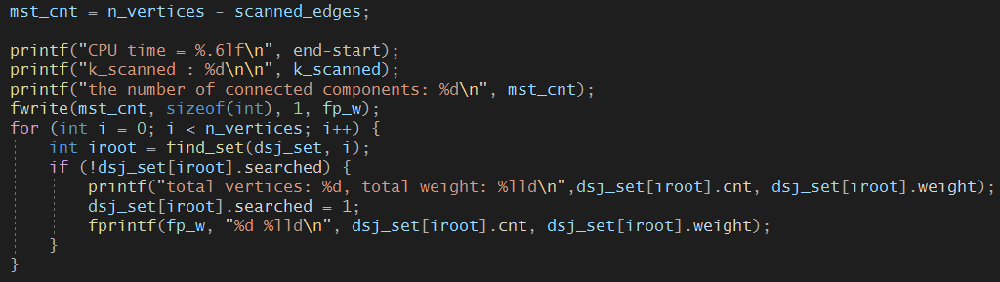 mst_cnt = n_vertices - scanned_edges;

printf("CPU time = %.6lf\n", end-start);
printf("k_scanned : %d\n\n", k_scanned);
printf("the number of connected components: %d\n", mst_cnt);
fwrite(mst_cnt, sizeof(int), 1, fp_w);
for (int i = 0; i < n_vertices; i++) {
    int iroot = find_set(dsj_set, i);
    if (!dsj_set[iroot].searched) {
        printf("total vertices: %d, total weight: %lld\n",dsj_set[iroot].cnt, dsj_set[iroot].weight);
        dsj_set[iroot].searched = 1;
        fprintf(fp_w, "%d %lld\n", dsj_set[iroot].cnt, dsj_set[iroot].weight);
    }
}